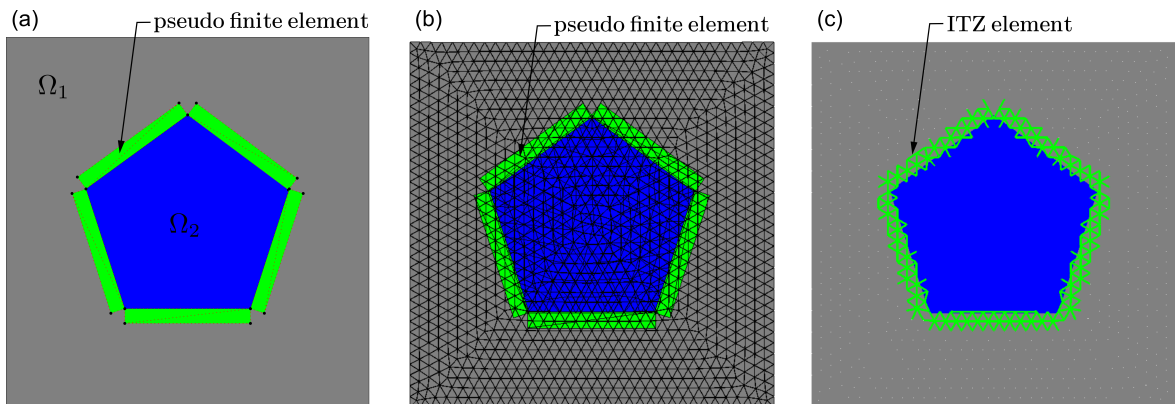 (a)
pseudo finite element
Ω1
Ω2
(b)
pseudo finite element
(c)
ITZ element